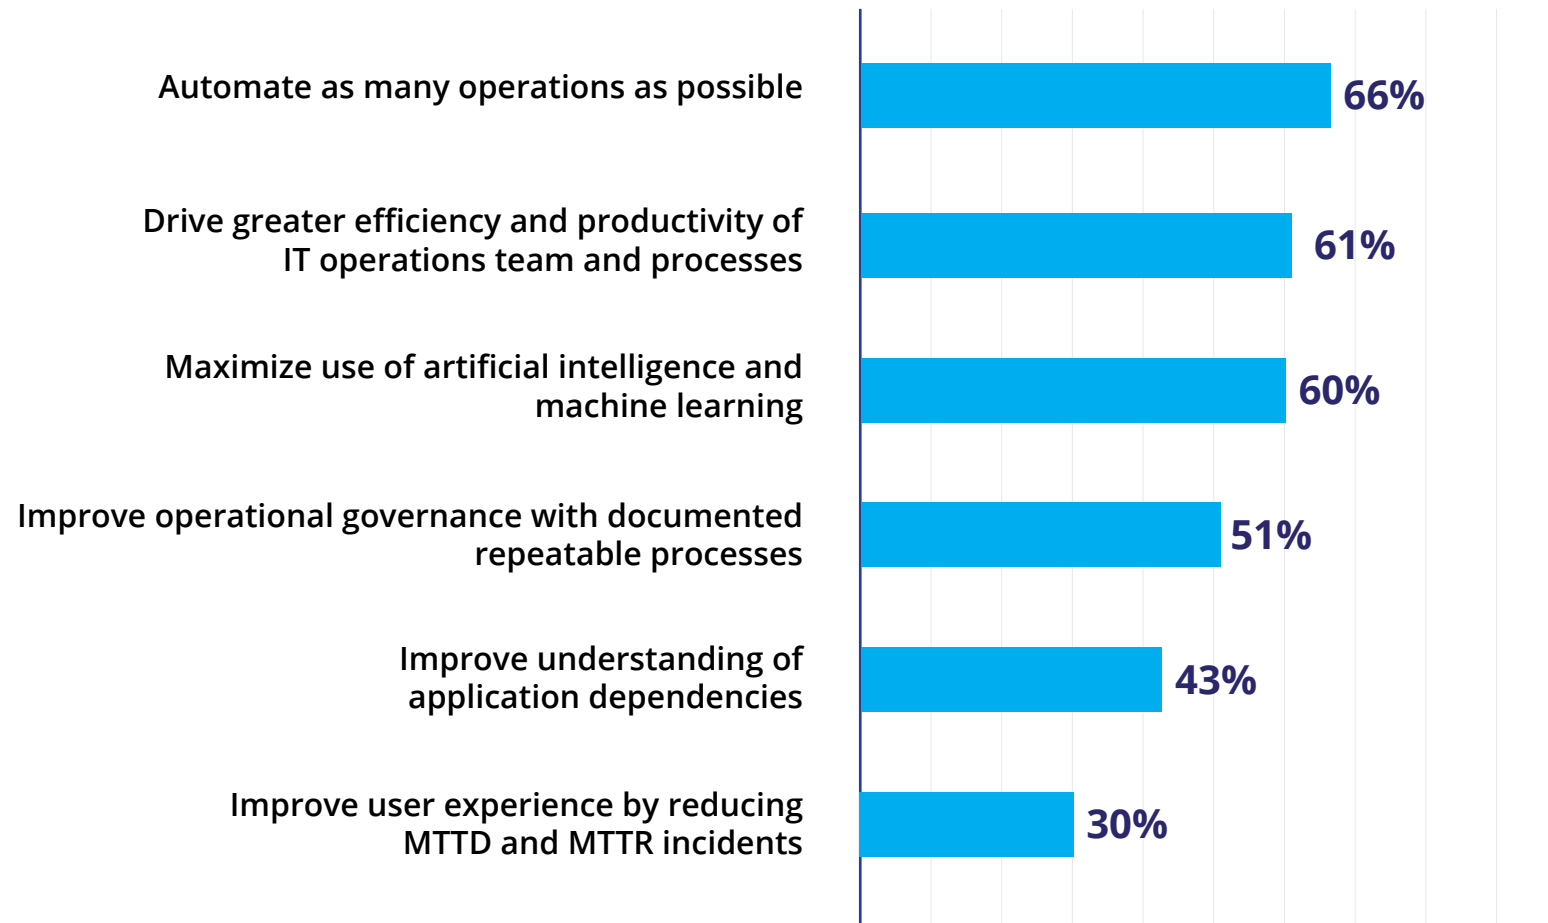 Automate as many operations as possible
66%
Drive greater efficiency and productivity of
IT operations team and processes
61%
Maximize use of artificial intelligence and
machine learning
60%
Improve operational governance with documented
repeatable processes
51%
Improve understanding of
application dependencies
43%
Improve user experience by reducing
MTTD and MTTR incidents
30%